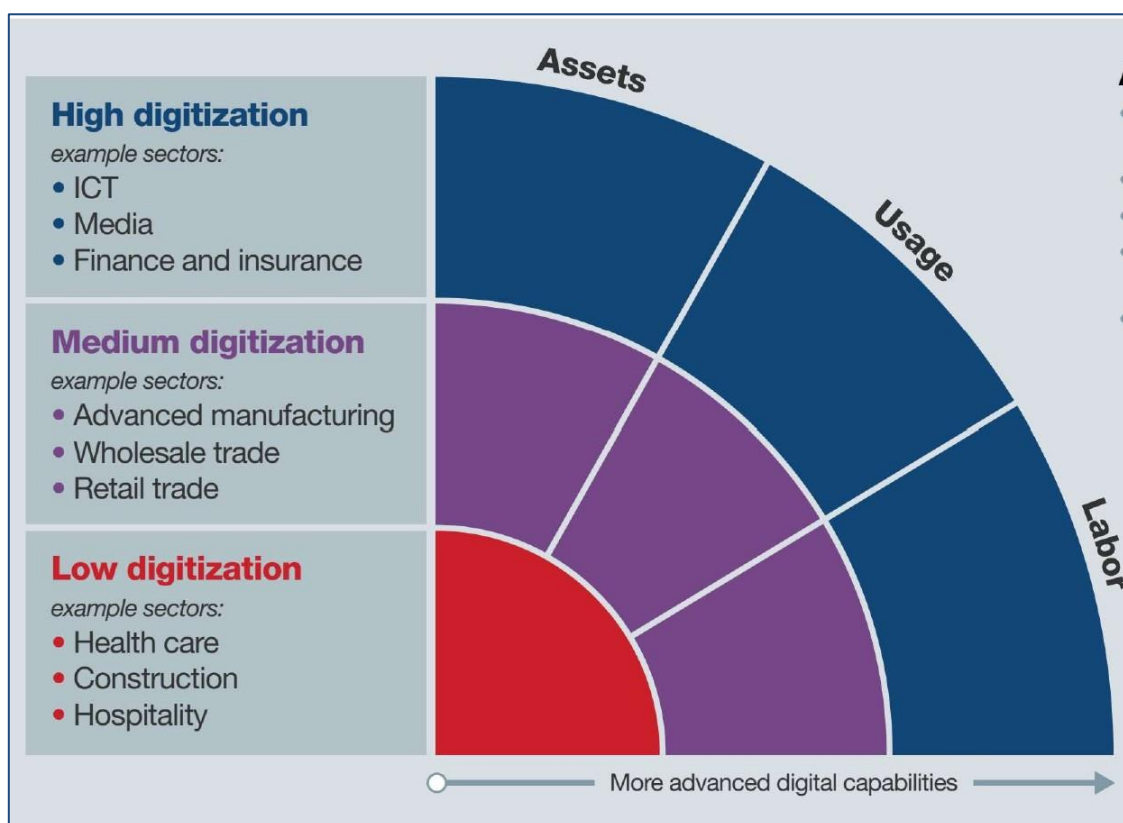 High digitization
example sectors:
• ICT
• Media
• Finance and insurance
Medium digitization
example sectors:
• Advanced manufacturing
• Wholesale trade
• Retail trade
Low digitization
example sectors:
• Health care
• Construction
• Hospitality
Assets
Usage
Labor
More advanced digital capabilities